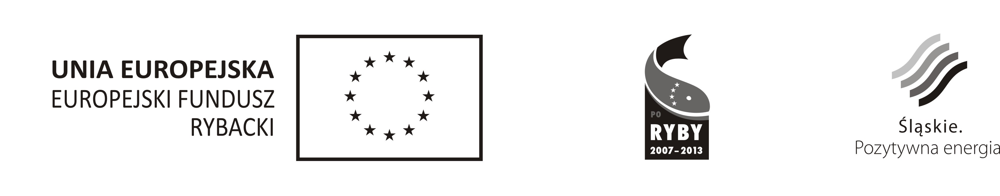 UNIA EUROPEJSKA
EUROPEJSKI FUNDUSZ
RYBACKI
PO
RYBY
2007-2013
Śląskie.
Pozytywna energia